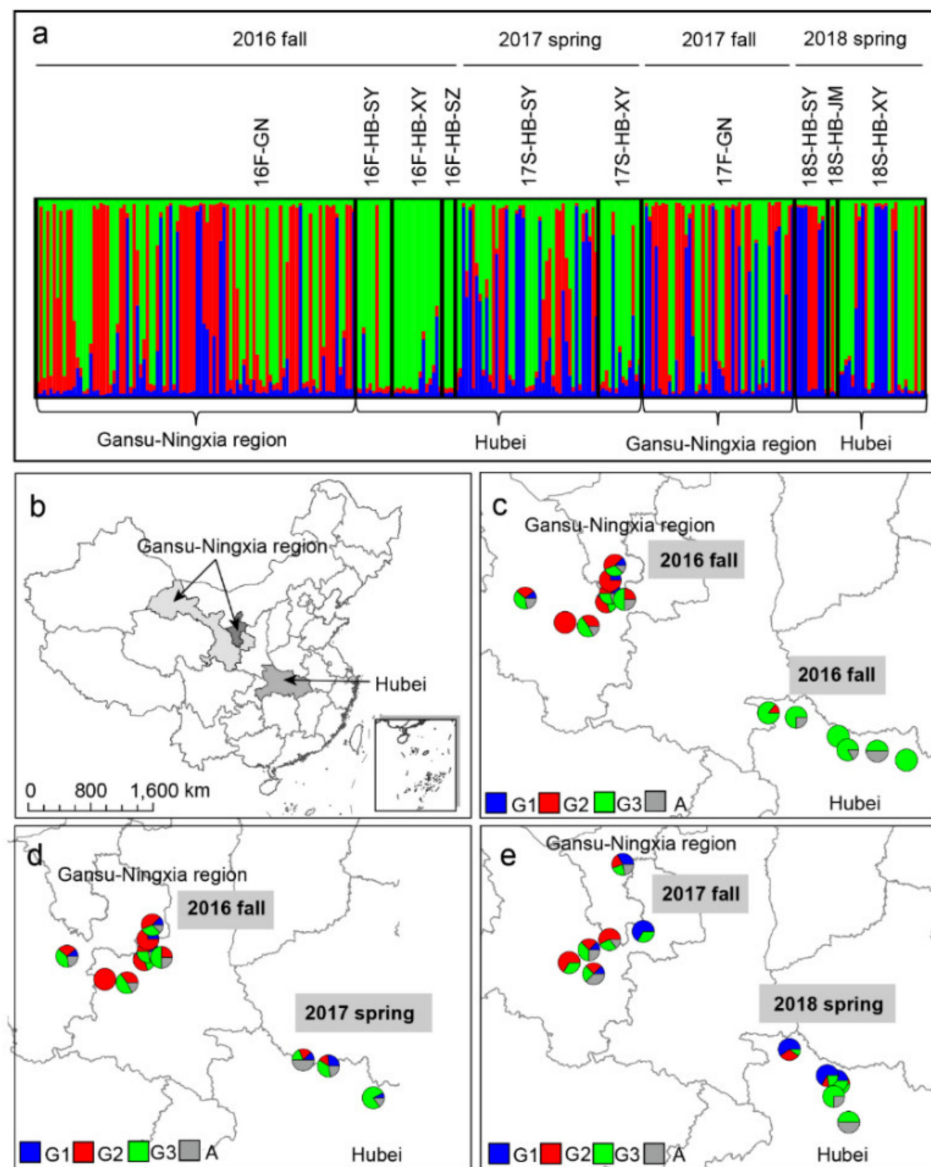 a
2016 fall 2017 spring 2017 fall 2018 spring
16F-GN 16F-HB-SY 16F-HB-XY 16F-HB-SZ 17S-HB-SY 17S-HB-XY 17F-GN 18S-HB-SY 18S-HB-JM 18S-HB-XY
Gansu-Ningxia region Hubei Gansu-Ningxia region Hubei
b
Gansu-Ningxia region
Hubei
0 800 1,600 km
c
Gansu-Ningxia region
2016 fall
2016 fall
Hubei
G1 G2 G3 A
d
Gansu-Ningxia region
2016 fall
2017 spring
Hubei
G1 G2 G3 A
e
Gansu-Ningxia region
2017 fall
2018 spring
Hubei
G1 G2 G3 A